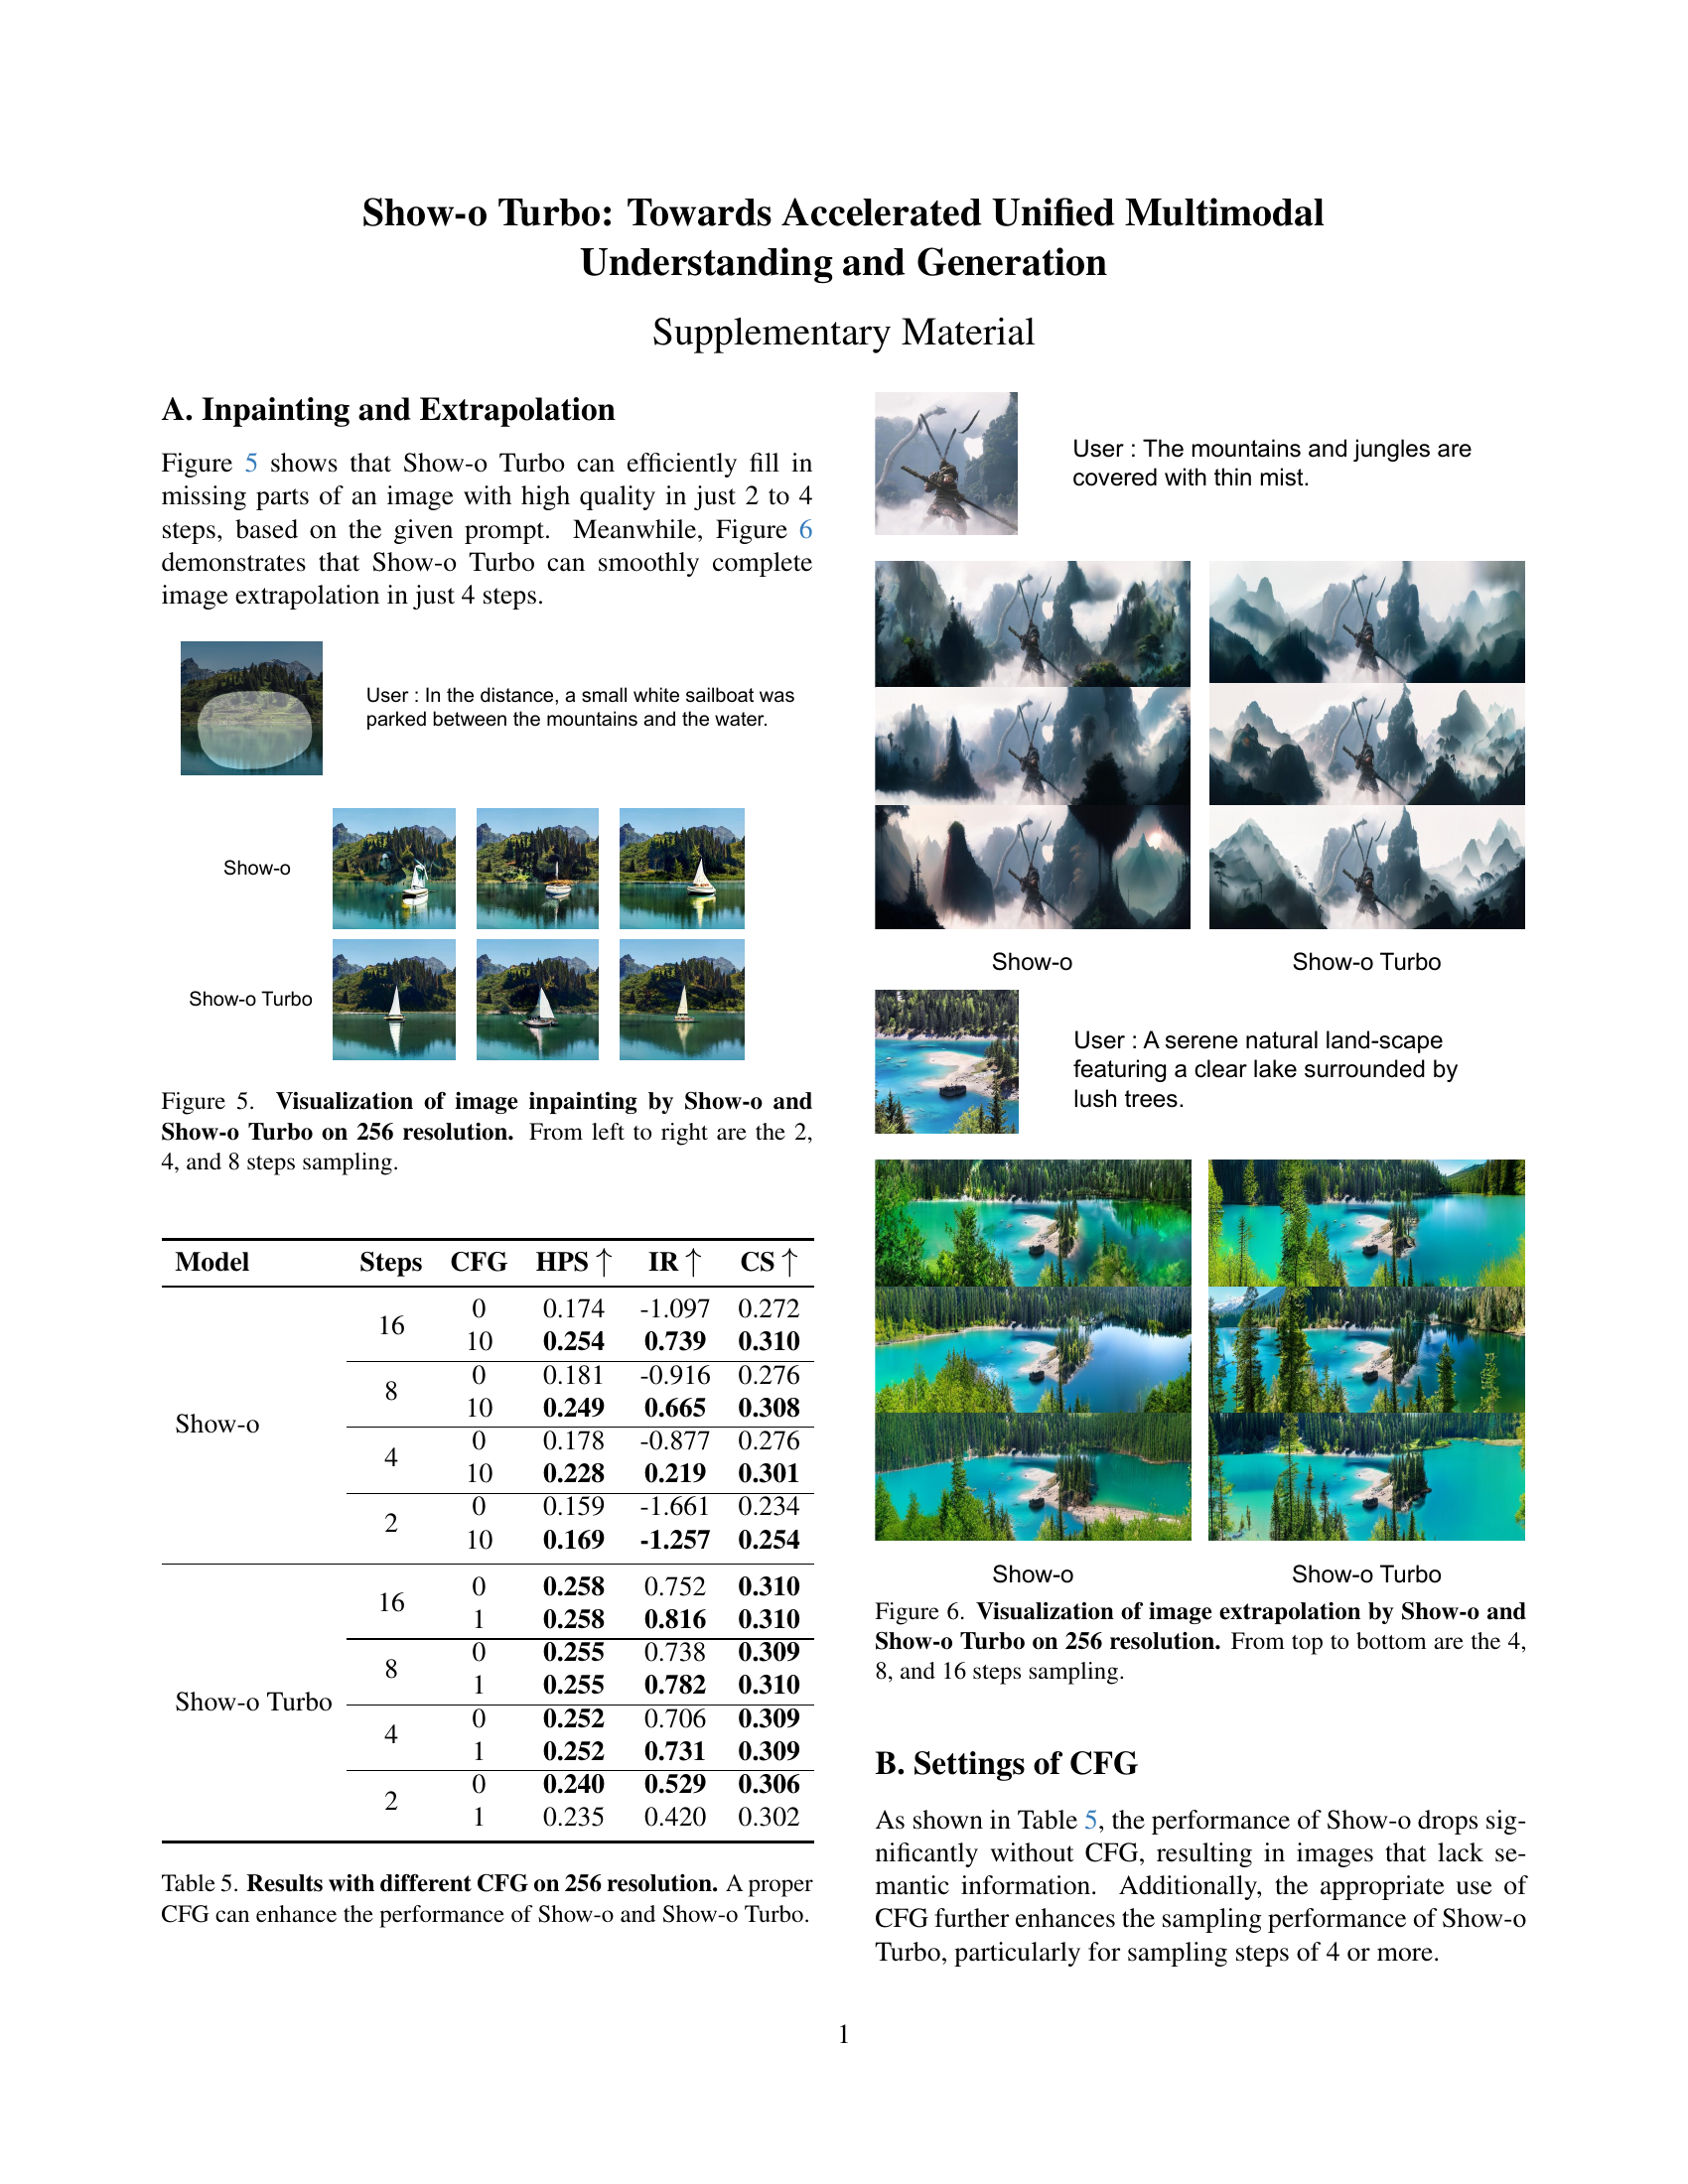 Show-o Turbo: Towards Accelerated Unified Multimodal
Understanding and Generation
Supplementary Material
A. Inpainting and Extrapolation
Figure 5 shows that Show-o Turbo can efficiently fill in
missing parts of an image with high quality in just 2 to 4
steps, based on the given prompt. Meanwhile, Figure 6
demonstrates that Show-o Turbo can smoothly complete
image extrapolation in just 4 steps.
User : In the distance, a small white sailboat was
parked between the mountains and the water.
Show-o
Show-o Turbo
Figure 5. Visualization of image inpainting by Show-o and
Show-o Turbo on 256 resolution. From left to right are the 2,
4, and 8 steps sampling.
Model Steps CFG HPS ↑ IR ↑ CS ↑
Show-o
16
0 0.174 -1.097 0.272
10 0.254 0.739 0.310
8
0 0.181 -0.916 0.276
10 0.249 0.665 0.308
4
0 0.178 -0.877 0.276
10 0.228 0.219 0.301
2
0 0.159 -1.661 0.234
10 0.169 -1.257 0.254
Show-o Turbo
16
0 0.258 0.752 0.310
1 0.258 0.816 0.310
8
0 0.255 0.738 0.309
1 0.255 0.782 0.310
4
0 0.252 0.706 0.309
1 0.252 0.731 0.309
2
0 0.240 0.529 0.306
1 0.235 0.420 0.302
Table 5. Results with different CFG on 256 resolution. A proper
CFG can enhance the performance of Show-o and Show-o Turbo.
User : The mountains and jungles are
covered with thin mist.
Show-o Show-o Turbo
User : A serene natural land-scape
featuring a clear lake surrounded by
lush trees.
Show-o Show-o Turbo
Figure 6. Visualization of image extrapolation by Show-o and
Show-o Turbo on 256 resolution. From top to bottom are the 4,
8, and 16 steps sampling.
B. Settings of CFG
As shown in Table 5, the performance of Show-o drops sig-
nificantly without CFG, resulting in images that lack se-
mantic information. Additionally, the appropriate use of
CFG further enhances the sampling performance of Show-o
Turbo, particularly for sampling steps of 4 or more.
1